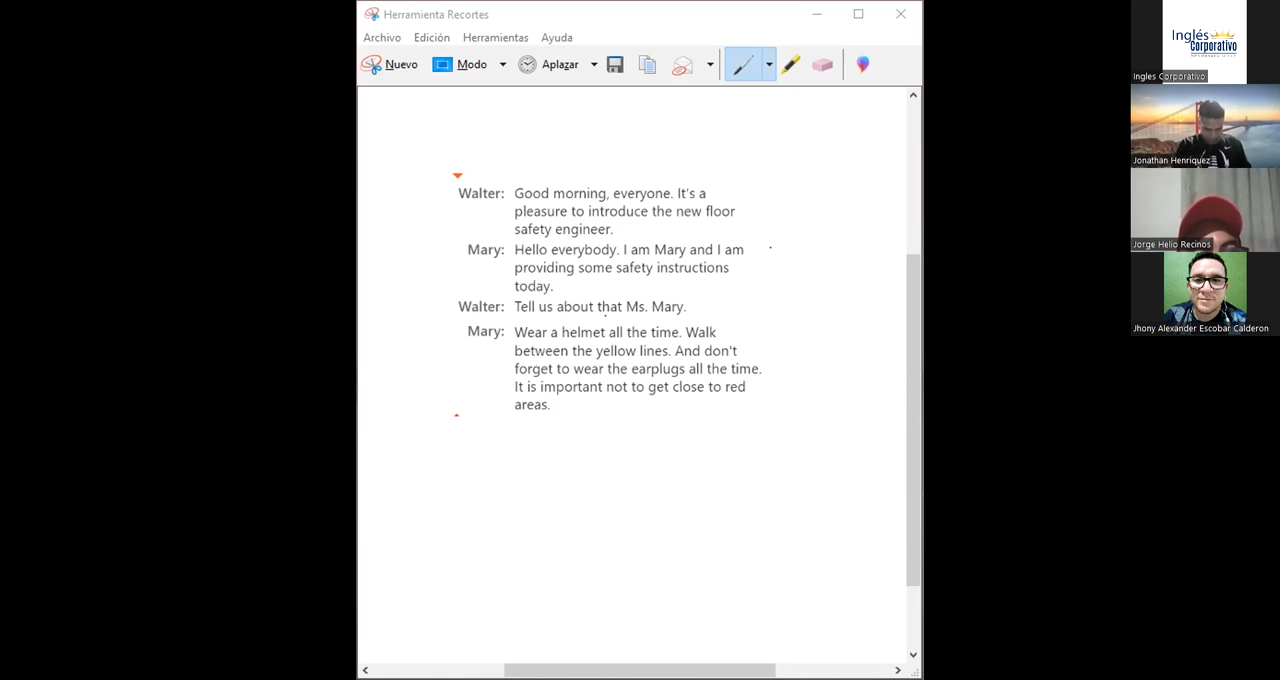 Herramienta Recortes
Archivo Edición Herramientas Ayuda
Nuevo Modo Aplazar
Walter: Good morning, everyone. It's a
pleasure to introduce the new floor
safety engineer.
Mary: Hello everybody. I am Mary and I am
providing some safety instructions
today.
Walter: Tell us about that Ms. Mary.
Mary: Wear a helmet all the time. Walk
between the yellow lines. And don't
forget to wear the earplugs all the time.
It is important not to get close to red
areas.
Inglés
Corporativo
Ingles Corporativo
Jonathan Henriquez
Jorge Helio Recinos
Jhony Alexander Escobar Calderon